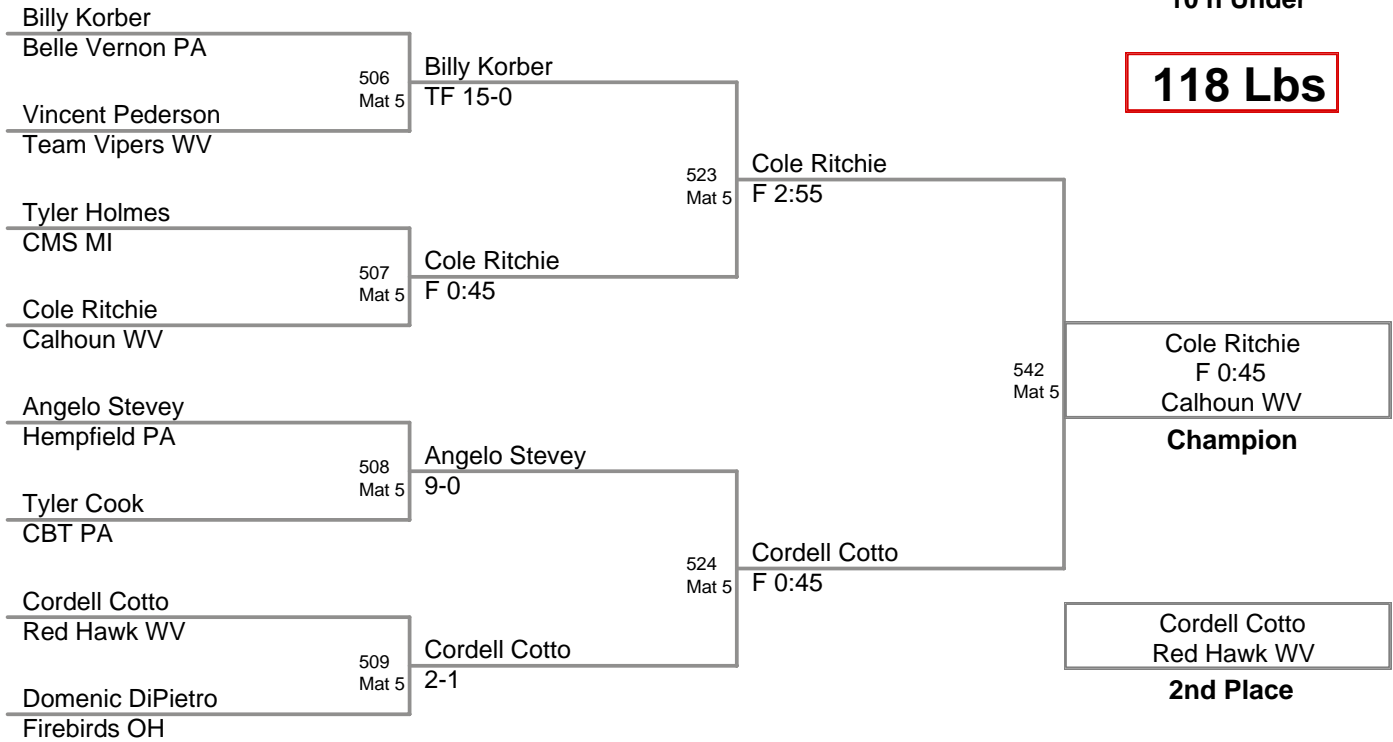 10 n Under
118 Lbs
Billy Korber
Belle Vernon PA
506
Mat 5
Vincent Pederson
Team Vipers WV
Billy Korber
TF 15-0
Tyler Holmes
CMS MI
507
Mat 5
Cole Ritchie
Calhoun WV
Cole Ritchie
F 0:45
523
Mat 5
Cole Ritchie
F 2:55
Angelo Stevey
Hempfield PA
508
Mat 5
Tyler Cook
CBT PA
Angelo Stevey
9-0
Cordell Cotto
Red Hawk WV
509
Mat 5
Domenic DiPietro
Firebirds OH
Cordell Cotto
2-1
524
Mat 5
Cordell Cotto
F 0:45
542
Mat 5
Cole Ritchie
F 0:45
Calhoun WV
Champion
Cordell Cotto
Red Hawk WV
2nd Place